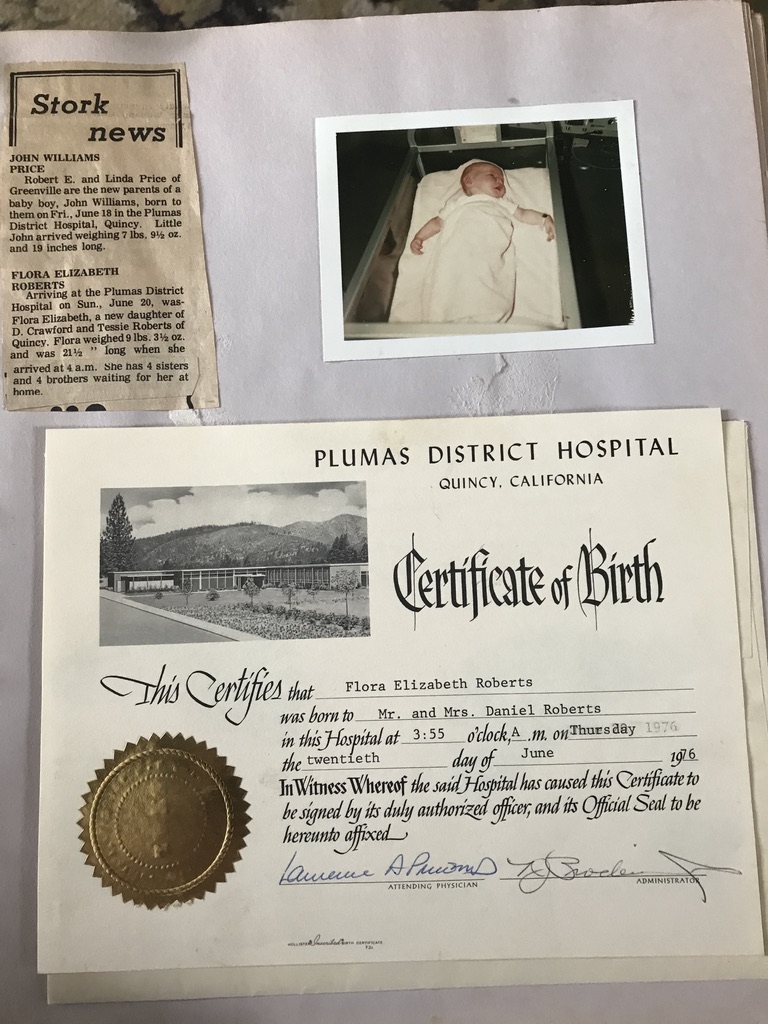 Stork
news
JOHN WILLIAMS
PRICE
Robert E. and Linda Price of
Greenville are the new parents of a
baby boy, John Williams, born to
them on Fri., June 18 in the Plumas
District Hospital, Quincy. Little
John arrived weighing 7 lbs. 9½ oz.
and 19 inches long.
FLORA ELIZABETH
ROBERTS
Arriving at the Plumas District
Hospital on Sun., June 20, was-
Flora Elizabeth, a new daughter of
D. Crawford and Tessie Roberts of
Quincy. Flora weighed 9 lbs. 3½ oz.
and was 21½ " long when she
arrived at 4 a.m. She has 4 sisters
and 4 brothers waiting for her at
home.
PLUMAS DISTRICT HOSPITAL
QUINCY, CALIFORNIA
Certificate of Birth
This Certifies that Flora Elizabeth Roberts
was born to Mr. and Mrs. Daniel Roberts
in this Hospital at 3:55 o'clock, A .m. on Thursday 1976
the twentieth day of June 1976
In Witness Whereof the said Hospital has caused this Certificate to
be signed by its duly authorized officer, and its Official Seal to be
hereunto affixed
ATTENDING PHYSICIAN
ADMINISTRATOR
HOLLISTER BIRTH CERTIFICATE